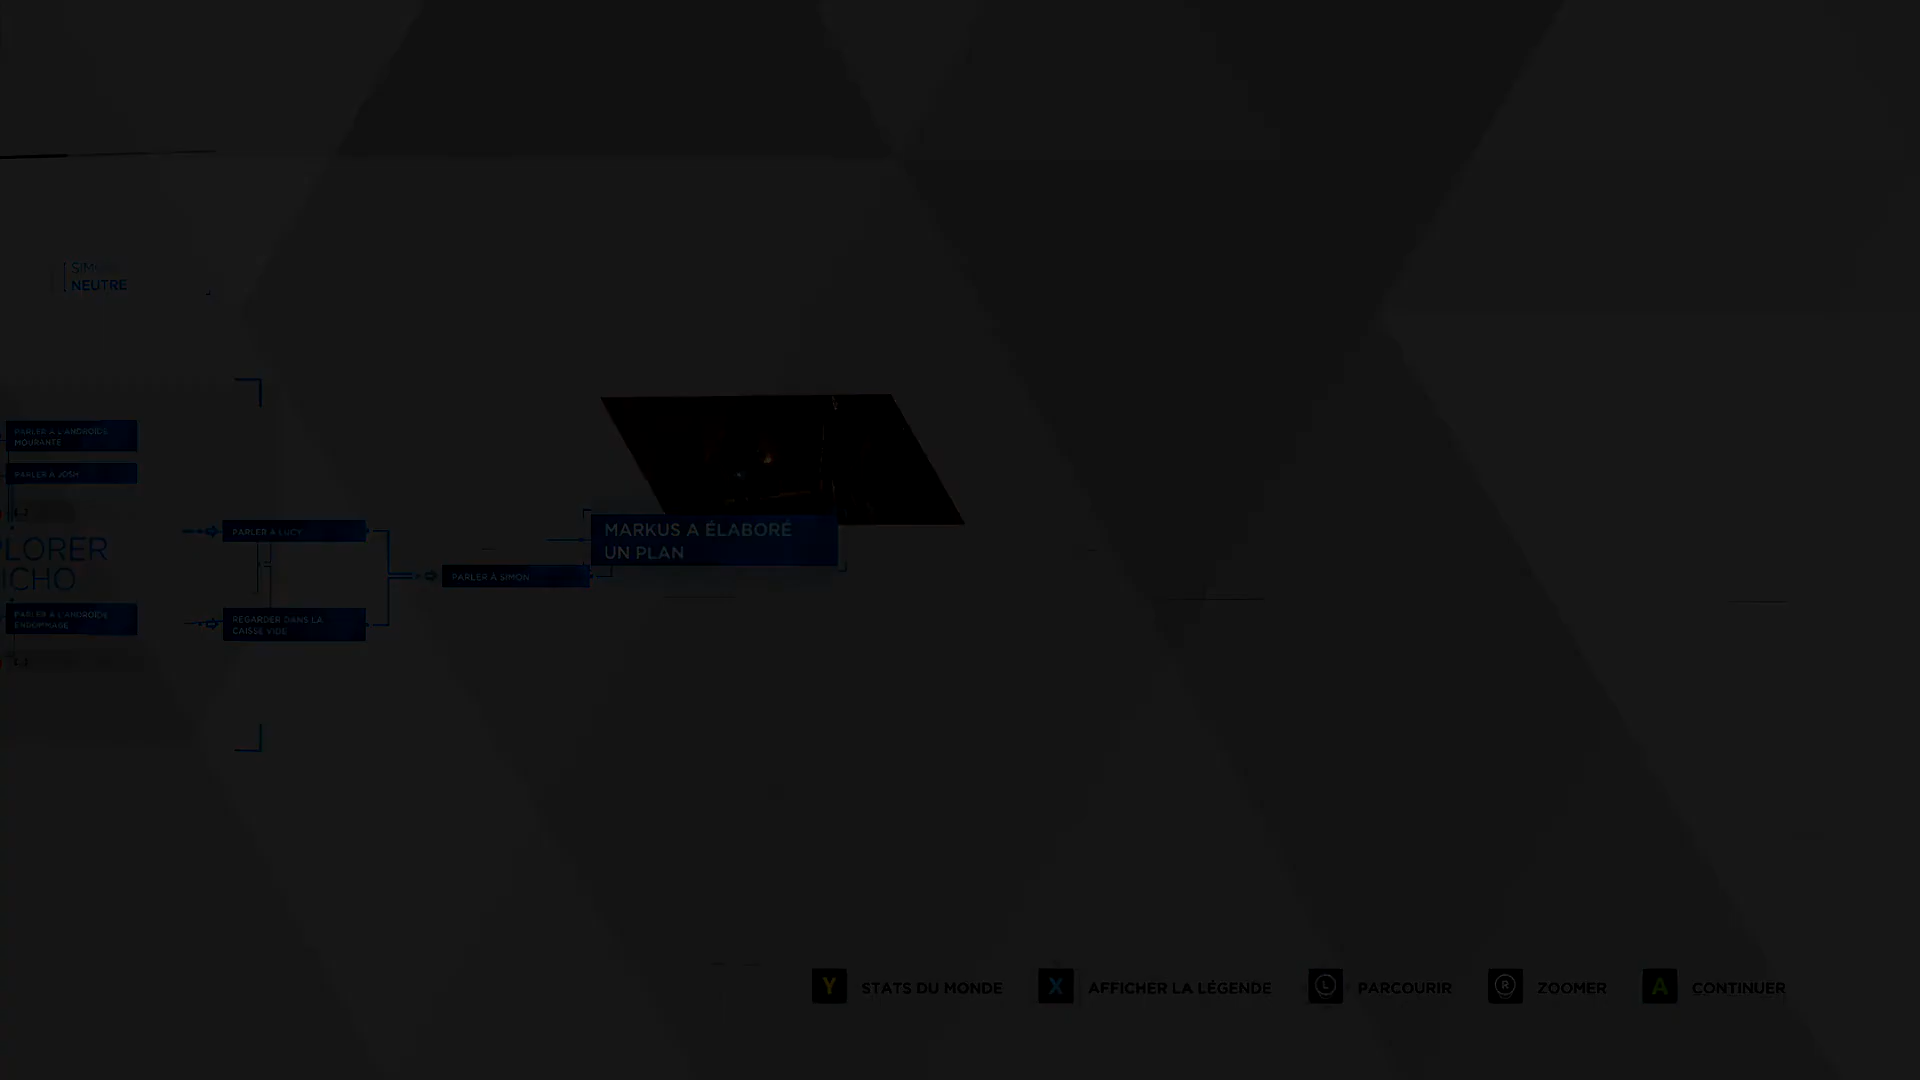 SIMON
NEUTRE
PARLER À L'ANDROÏDE
MOURANTE
PARLER À JOSH
PLORER
ICHO
PARLER À L'ANDROÏDE
ENDOMMAGÉ
PARLER À LUCY
REGARDER DANS LA
CAISSE VIDE
PARLER À SIMON
MARKUS A ÉLABORÉ
UN PLAN
Y STATS DU MONDE X AFFICHER LA LÉGENDE L PARCOURIR R ZOOMER A CONTINUER